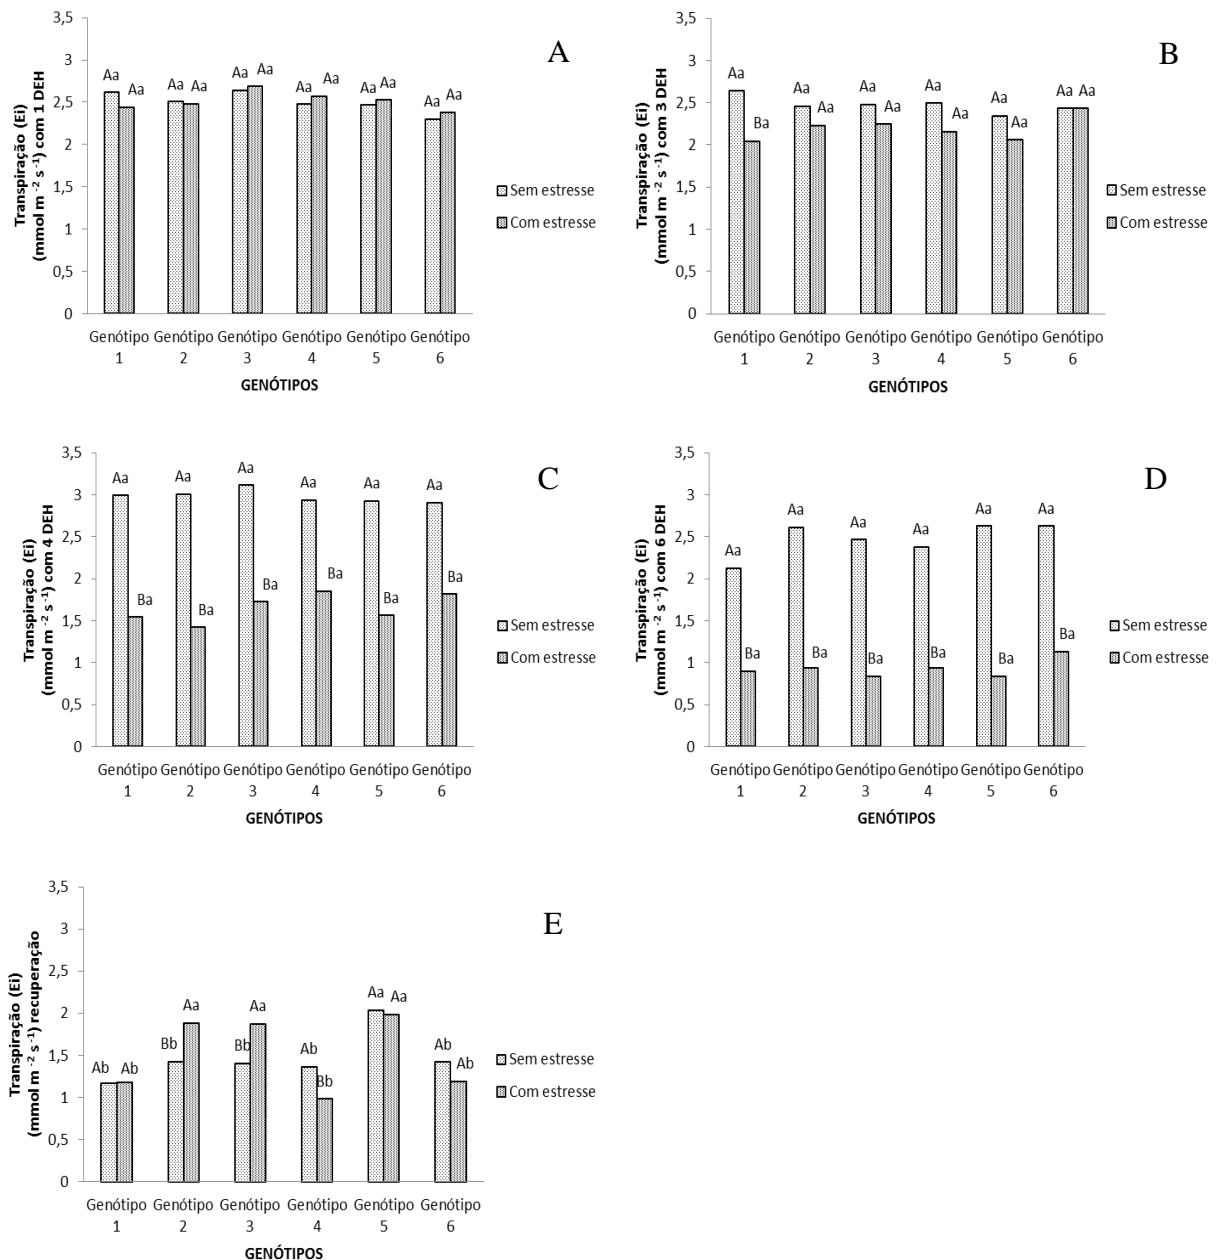 Transpiração (Ei)
(mmol m -2 s -1) com 1 DEH
3,5
3
2,5
2
1,5
1
0,5
0
Aa Aa Aa Aa Aa Aa Aa Aa Aa Aa Aa Aa
A
Sem estresse
Com estresse
Genótipo Genótipo Genótipo Genótipo Genótipo Genótipo
1 2 3 4 5 6
GENÓTIPOS
Transpiração (Ei)
(mmol m -2 s -1) com 3 DEH
3,5
3
2,5
2
1,5
1
0,5
0
Aa Ba Aa Aa Aa Aa Aa Aa Aa Aa Aa Aa
B
Sem estresse
Com estresse
Genótipo Genótipo Genótipo Genótipo Genótipo Genótipo
1 2 3 4 5 6
GENÓTIPOS
Transpiração (Ei)
(mmol m -2 s -1) com 4 DEH
3,5
3
2,5
2
1,5
1
0,5
0
Aa Ba Aa Ba Aa Ba Aa Ba Aa Ba Aa Ba
C
Sem estresse
Com estresse
Genótipo Genótipo Genótipo Genótipo Genótipo Genótipo
1 2 3 4 5 6
GENÓTIPOS
Transpiração (Ei)
(mmol m -2 s -1) com 6 DEH
3,5
3
2,5
2
1,5
1
0,5
0
Aa Ba Aa Ba Aa Ba Aa Ba Aa Ba Aa Ba
D
Sem estresse
Com estresse
Genótipo Genótipo Genótipo Genótipo Genótipo Genótipo
1 2 3 4 5 6
GENÓTIPOS
Transpiração (Ei)
(mmol m -2 s -1) recuperação
3,5
3
2,5
2
1,5
1
0,5
0
Ab Ab Bb Aa Bb Aa Ab Bb Aa Aa Ab Ab
E
Sem estresse
Com estresse
Genótipo Genótipo Genótipo Genótipo Genótipo Genótipo
1 2 3 4 5 6
GENÓTIPOS